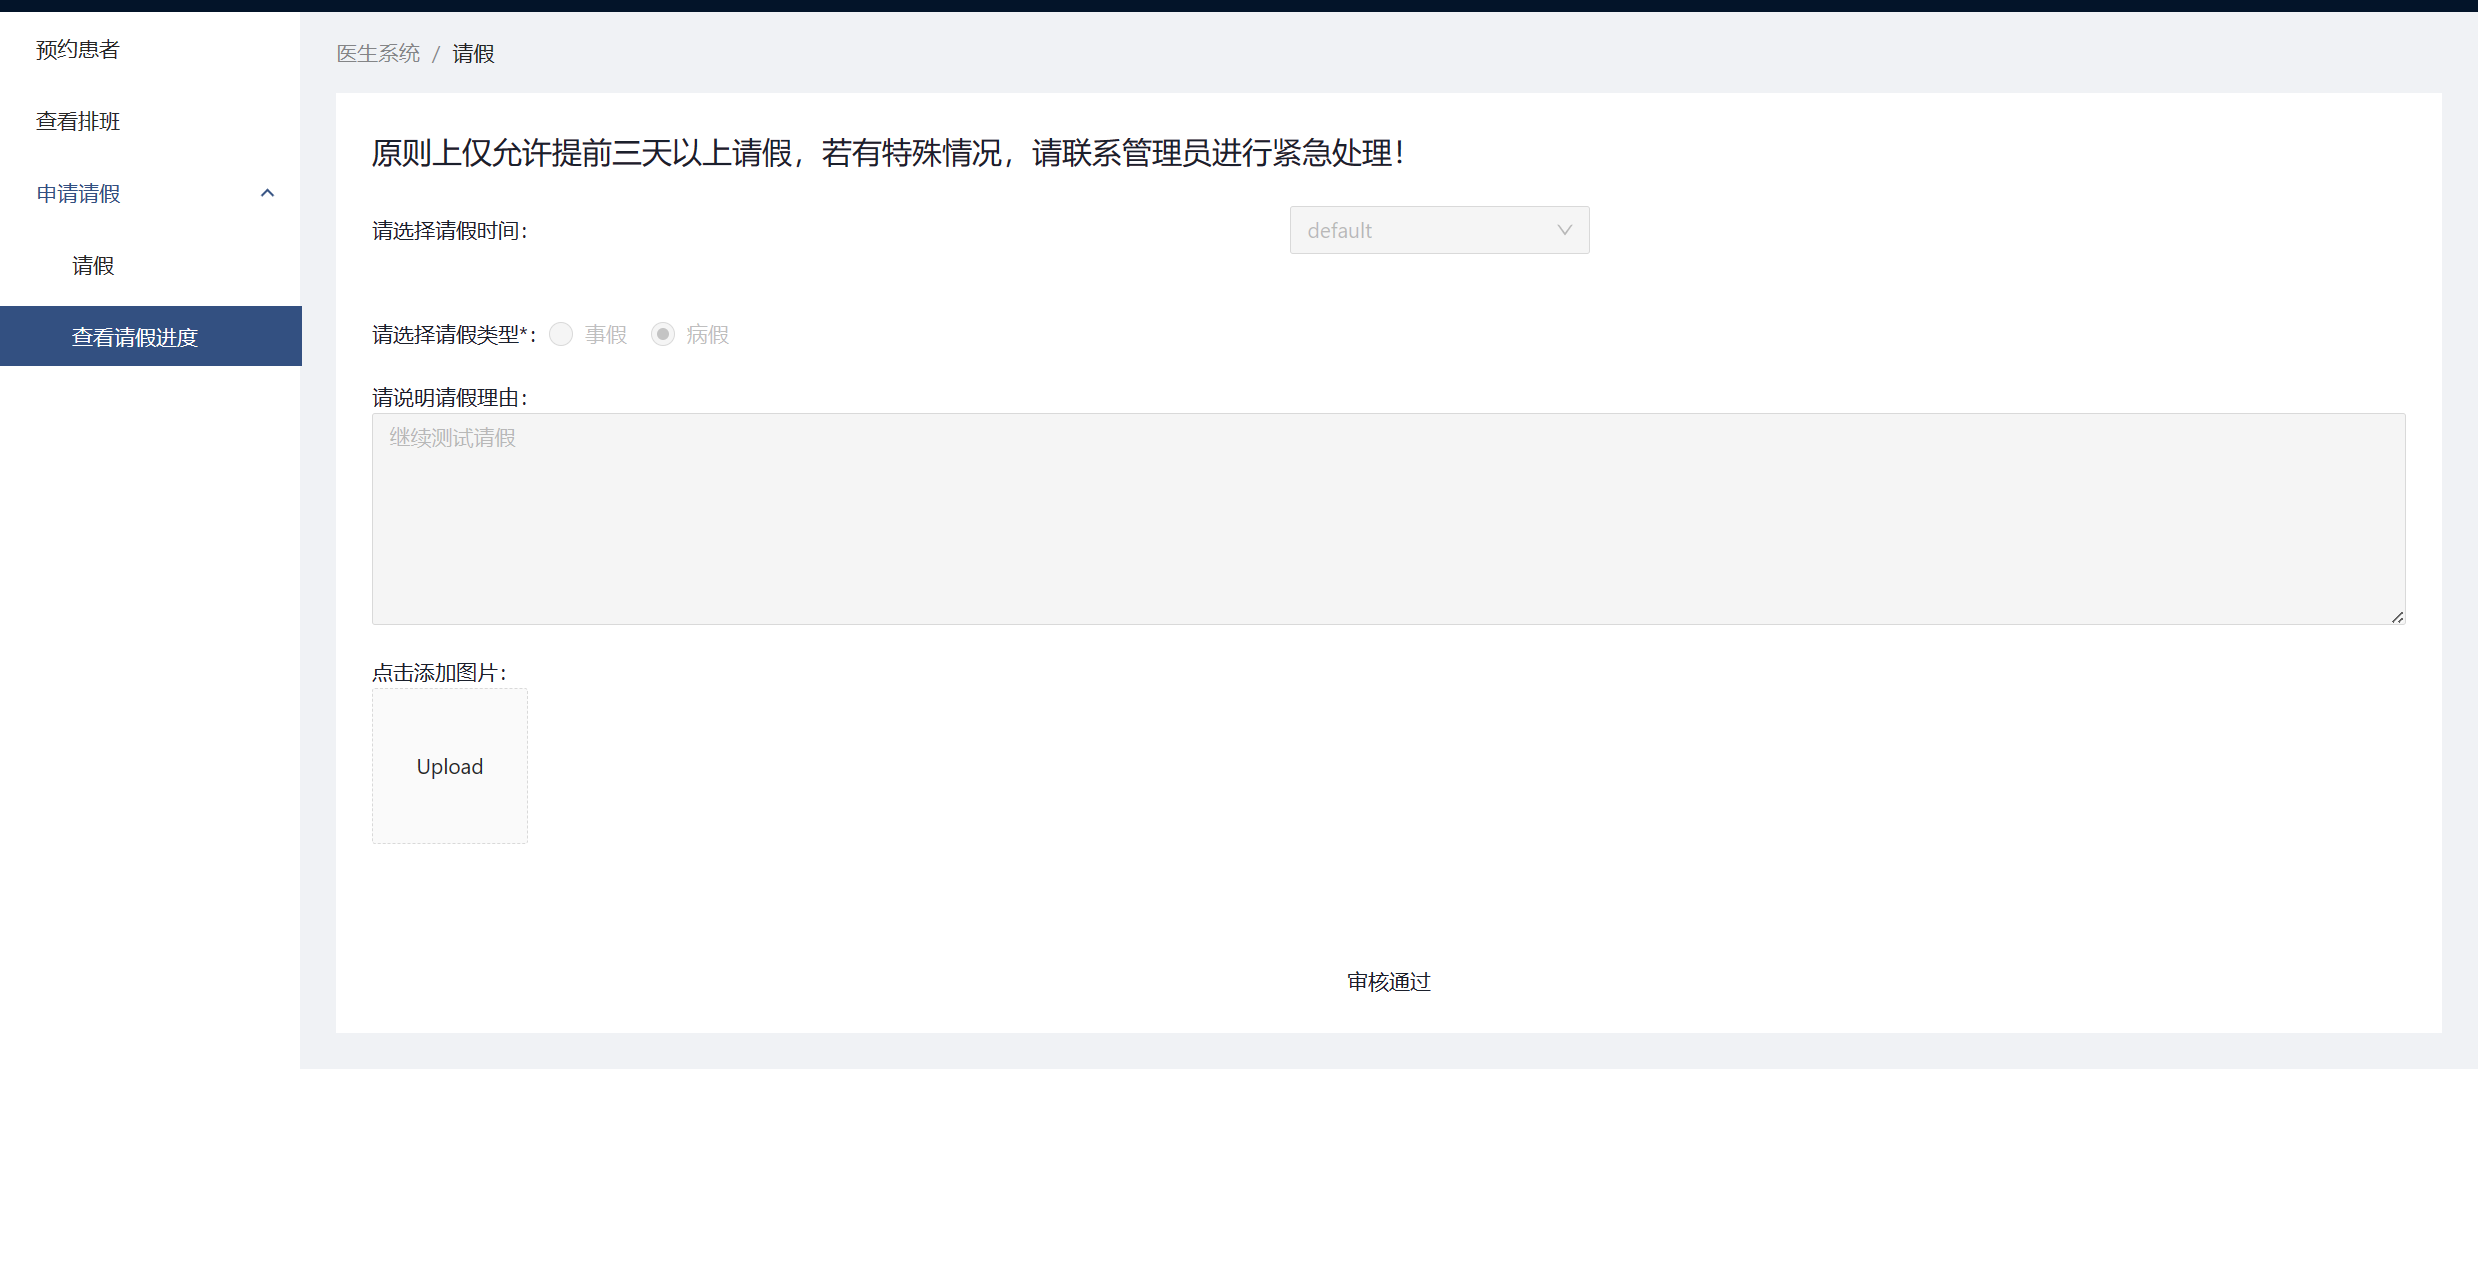 预约患者
查看排班
申请请假
请假
查看请假进度
医生系统 / 请假
原则上仅允许提前三天以上请假，若有特殊情况，请联系管理员进行紧急处理！
请选择请假时间：
default
请选择请假类型*： 事假 病假
请说明请假理由：
继续测试请假
点击添加图片：
Upload
审核通过